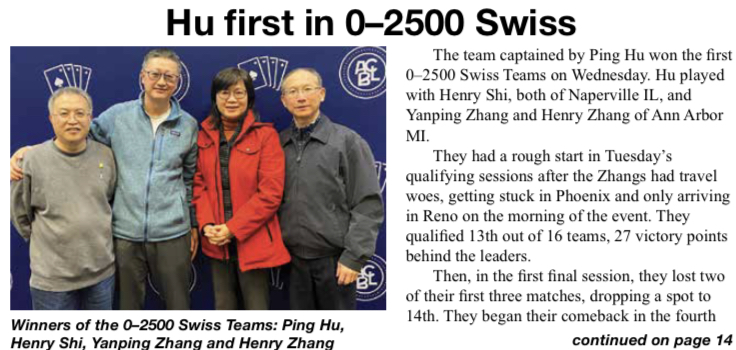 Hu first in 0–2500 Swiss
ACBL
ACBL
Winners of the 0–2500 Swiss Teams: Ping Hu,
Henry Shi, Yanping Zhang and Henry Zhang
The team captained by Ping Hu won the first
0–2500 Swiss Teams on Wednesday. Hu played
with Henry Shi, both of Naperville IL, and
Yanping Zhang and Henry Zhang of Ann Arbor
MI.
They had a rough start in Tuesday’s
qualifying sessions after the Zhangs had travel
woes, getting stuck in Phoenix and only arriving
in Reno on the morning of the event. They
qualified 13th out of 16 teams, 27 victory points
behind the leaders.
Then, in the first final session, they lost two
of their first three matches, dropping a spot to
14th. They began their comeback in the fourth
continued on page 14